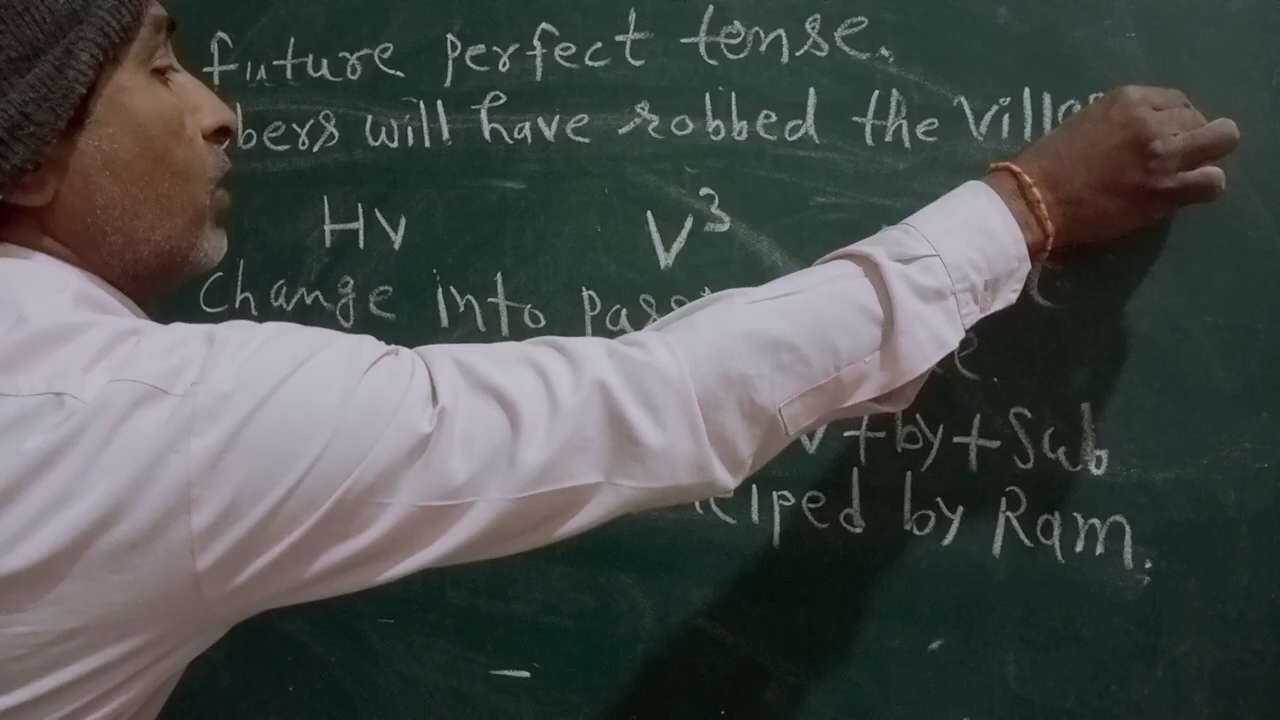 future perfect tense.
bers will have robbed the Villa
HV V³
Change into pass
V + by + Sub
elped by Ram.